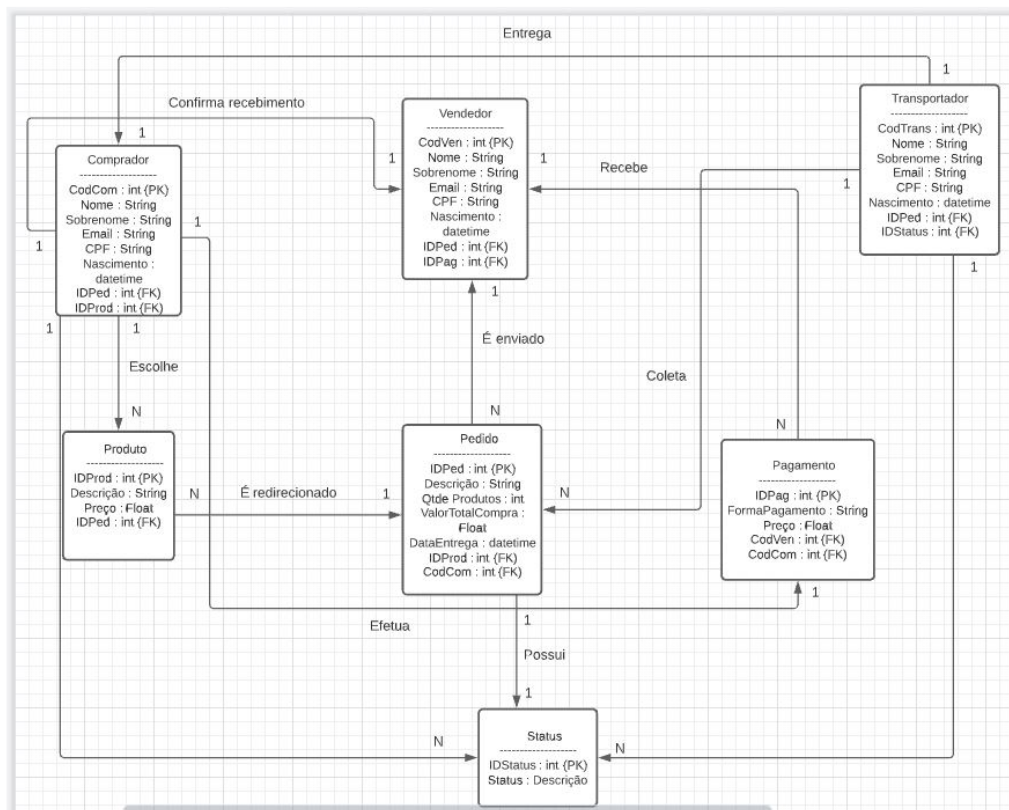 Entrega
1
Transportador
--------------------
CodTrans : int {PK)
Nome : String
Sobrenome : String
Email : String
CPF : String
Nascimento : datetime
IDPed : int {FK)
IDStatus : int {FK)
1
1
Confirma recebimento
1
Vendedor
--------------------
CodVen : int {PK)
Nome : String
Sobrenome : String
Email : String
CPF : String
Nascimento :
datetime
IDPed : int {FK)
IDPag : int {FK)
1
1
1
Recebe
Comprador
--------------------
CodCom : int {PK)
Nome : String
Sobrenome : String
Email : String
CPF : String
Nascimento :
datetime
IDPed : int {FK)
IDProd : int {FK)
1
1
1
1
Escolhe
N
É enviado
N
Coleta
N
Produto
--------------------
IDProd : int {PK)
Descrição : String
Preço : Float
IDPed : int {FK)
N
É redirecionado
1
Pedido
--------------------
IDPed : int {PK)
Descrição : String
Qtde Produtos : int
ValorTotalCompra :
Float
DataEntrega : datetime
IDProd : int {FK)
CodCom : int {FK)
N
Pagamento
--------------------
IDPag : int {PK)
FormaPagamento : String
Preço : Float
CodVen : int {FK)
CodCom : int {FK)
1
Efetua
1
Possui
1
N
Status
--------------------
IDStatus : int {PK)
Status : Descrição
N